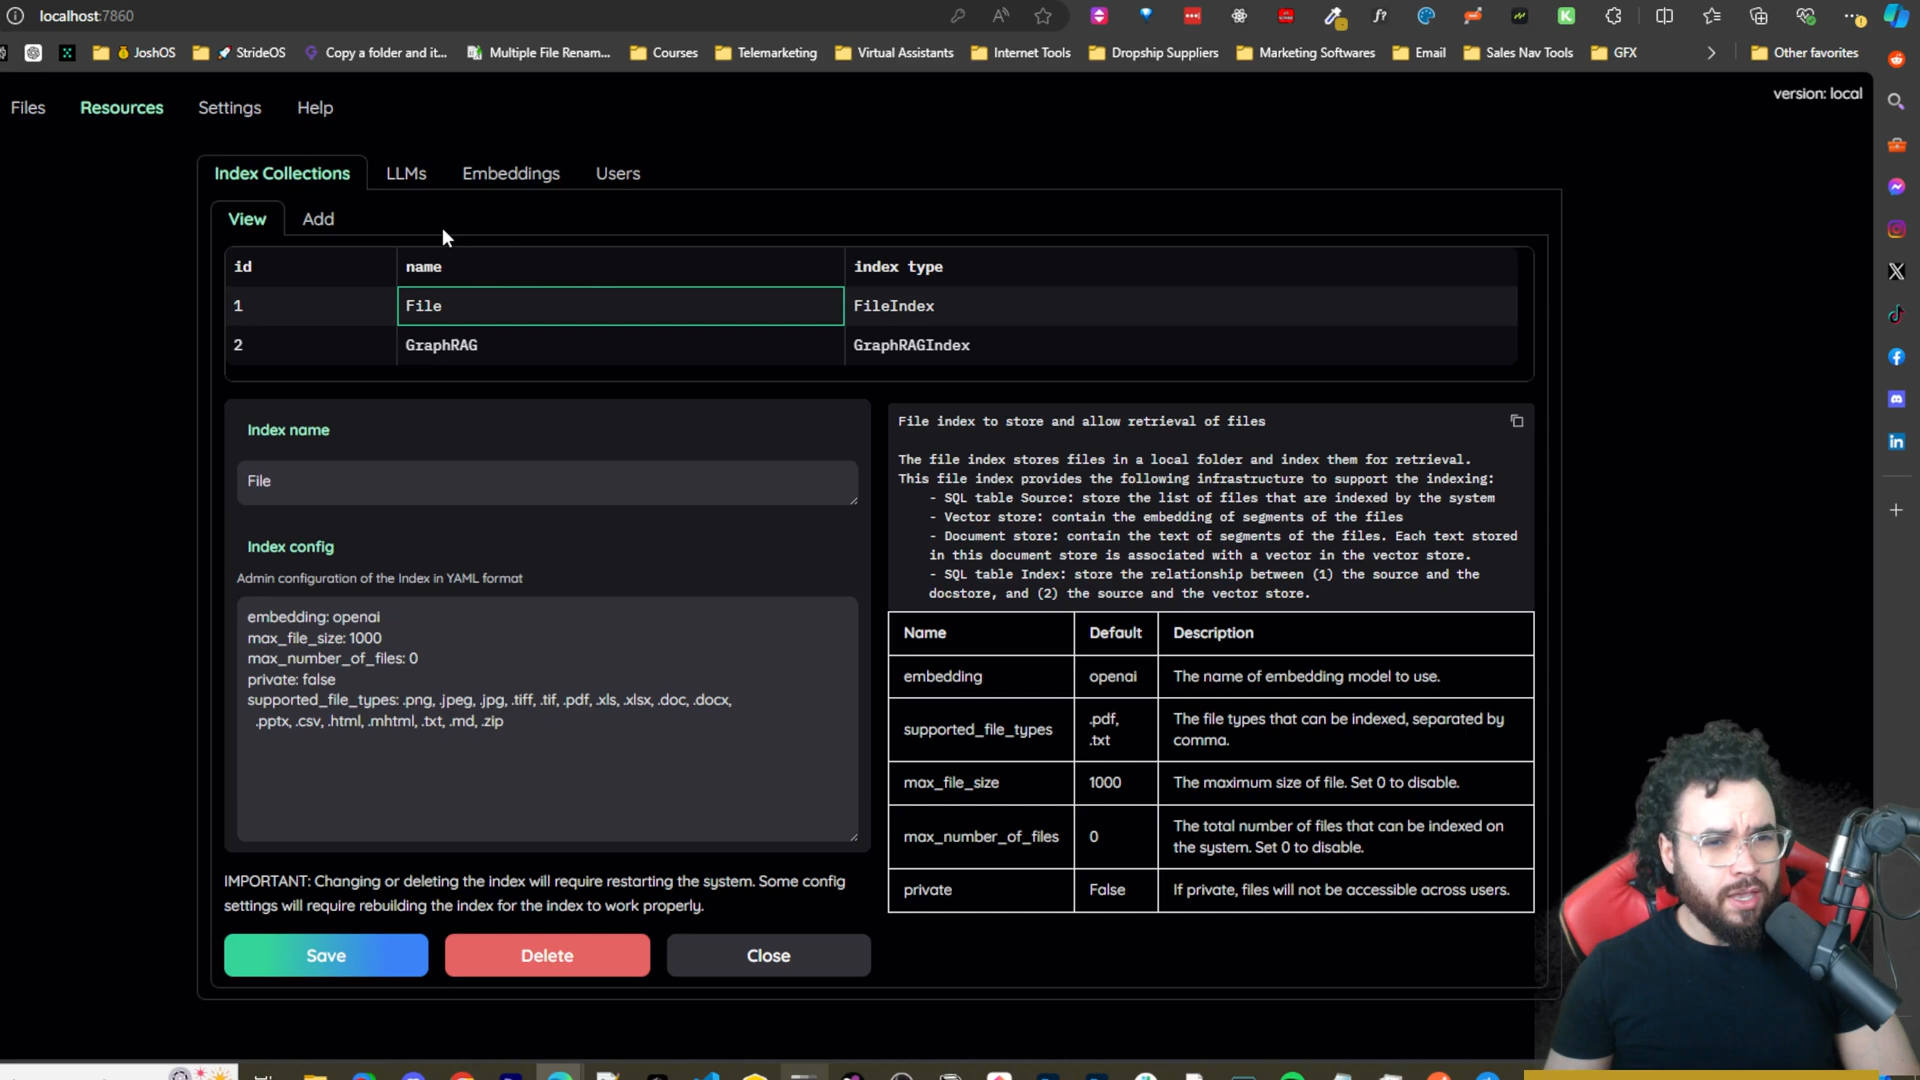 localhost:7860
JoshOS
StrideOS
Copy a folder and it...
Multiple File Renam...
Courses
Telemarketing
Virtual Assistants
Internet Tools
Dropship Suppliers
Marketing Softwares
Email
Sales Nav Tools
GFX
Other favorites
Files
Resources
Settings
Help
version: local
Index Collections
LLMs
Embeddings
Users
View
Add
id name index type
1 File FileIndex
2 GraphRAG GraphRAGIndex
Index name
File
Index config
Admin configuration of the Index in YAML format
embedding: openai
max_file_size: 1000
max_number_of_files: 0
private: false
supported_file_types: .png, .jpeg, .jpg, .tiff, .tif, .pdf, .xls, .xlsx, .doc, .docx,
.pptx, .csv, .html, .mhtml, .txt, .md, .zip
IMPORTANT: Changing or deleting the index will require restarting the system. Some config
settings will require rebuilding the index for the index to work properly.
Save
Delete
Close
File index to store and allow retrieval of files
The file index stores files in a local folder and index them for retrieval.
This file index provides the following infrastructure to support the indexing:
- SQL table Source: store the list of files that are indexed by the system
- Vector store: contain the embedding of segments of the files
- Document store: contain the text of segments of the files. Each text stored
in this document store is associated with a vector in the vector store.
- SQL table Index: store the relationship between (1) the source and the
docstore, and (2) the source and the vector store.
Name Default Description
embedding openai The name of embedding model to use.
supported_file_types .pdf, .txt The file types that can be indexed, separated by
comma.
max_file_size 1000 The maximum size of file. Set 0 to disable.
max_number_of_files 0 The total number of files that can be indexed on
the system. Set 0 to disable.
private False If private, files will not be accessible across users.